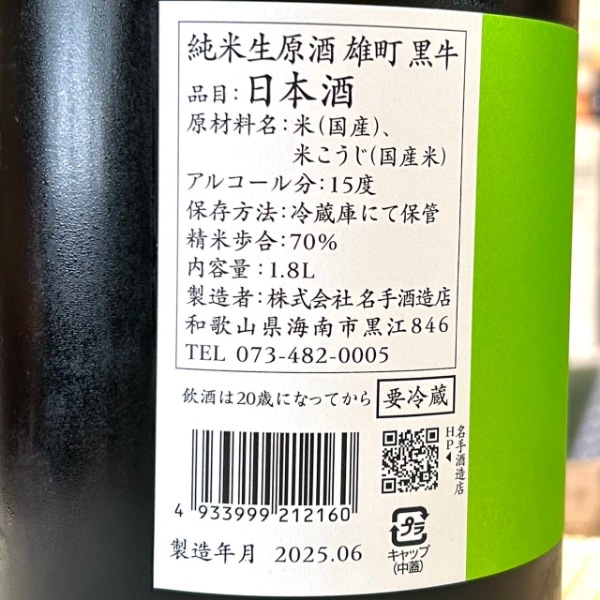 純米生原酒 雄町 黒牛
品目:日本酒
原材料名:米(国産)、
米こうじ(国産米)
アルコール分:15度
保存方法:冷蔵庫にて保管
精米歩合:70%
内容量:1.8L
製造者:株式会社名手酒造店
和歌山県海南市黒江846
TEL 073-482-0005
飲酒は20歳になってから 要冷蔵
名手酒造店
HP▲
4 933999 212160
プラ
キャップ
(中蓋)
製造年月 2025.06